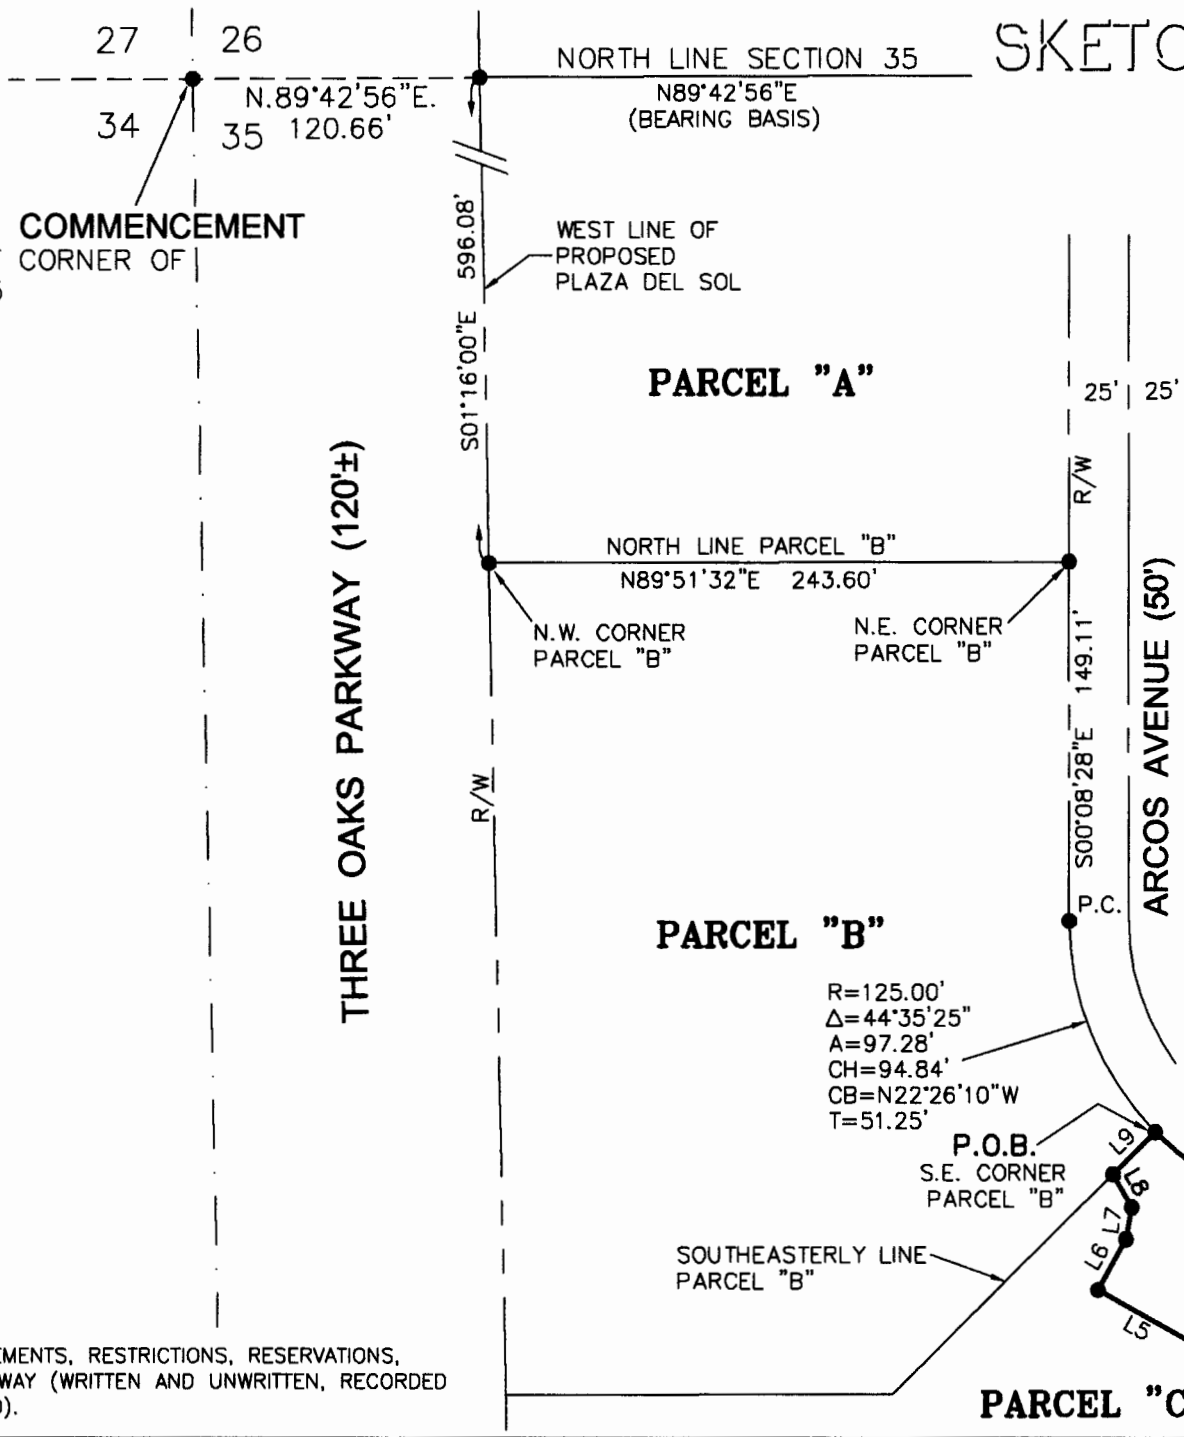 27
26
SKETC
NORTH LINE SECTION 35
N.89°42'56"E.
120.66'
N89°42'56"E
(BEARING BASIS)
34
35
COMMENCEMENT
CORNER OF
596.08'
S01°16'00"E
WEST LINE OF
PROPOSED
PLAZA DEL SOL
PARCEL "A"
25'
25'
R/W
THREE OAKS PARKWAY (120'±)
NORTH LINE PARCEL "B"
N89°51'32"E 243.60'
N.W. CORNER
PARCEL "B"
N.E. CORNER
PARCEL "B"
S00°08'28"E 149.11'
ARCOS AVENUE (50')
R/W
P.C.
PARCEL "B"
R=125.00'
Δ=44°35'25"
A=97.28'
CH=94.84'
CB=N22°26'10"W
T=51.25'
P.O.B.
S.E. CORNER
PARCEL "B"
L9
L8
L7
L6
L5
SOUTHEASTERLY LINE
PARCEL "B"
EMENTS, RESTRICTIONS, RESERVATIONS,
WAY (WRITTEN AND UNWRITTEN, RECORDED
).
PARCEL "C